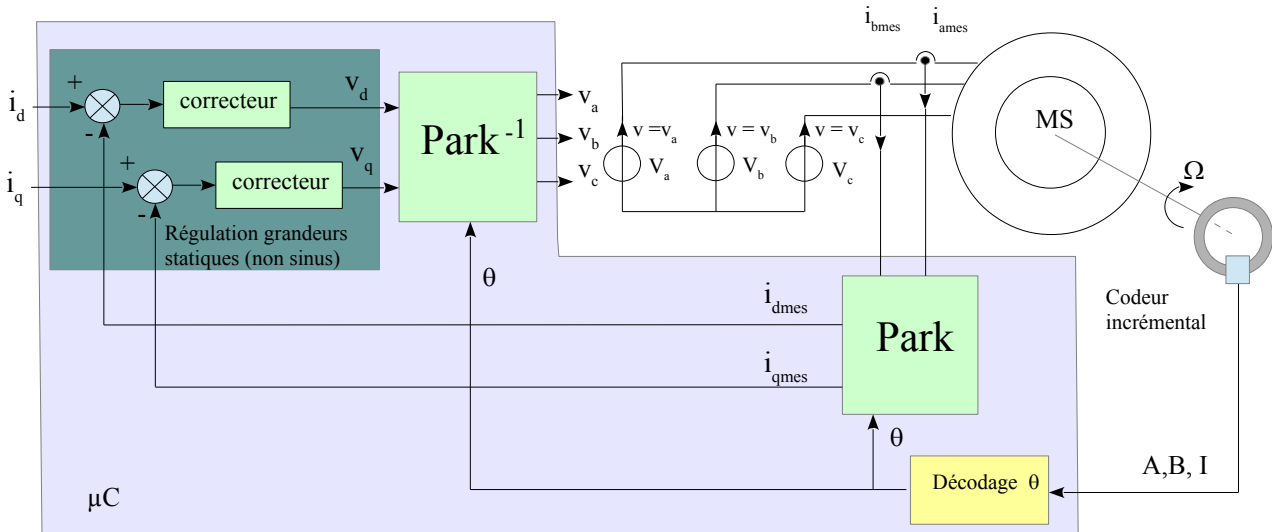 i_bmes
i_ames
i_d
+
-
correcteur
v_d
i_q
+
-
correcteur
v_q
Régulation grandeurs
statiques (non sinus)
Park^-1
v_a
v_b
v_c
v =v_a
V_a
v =v_b
V_b
v = v_c
V_c
MS
Ω
θ
i_dmes
i_qmes
Park
θ
Codeur
incrémental
A,B, I
Décodage θ
µC